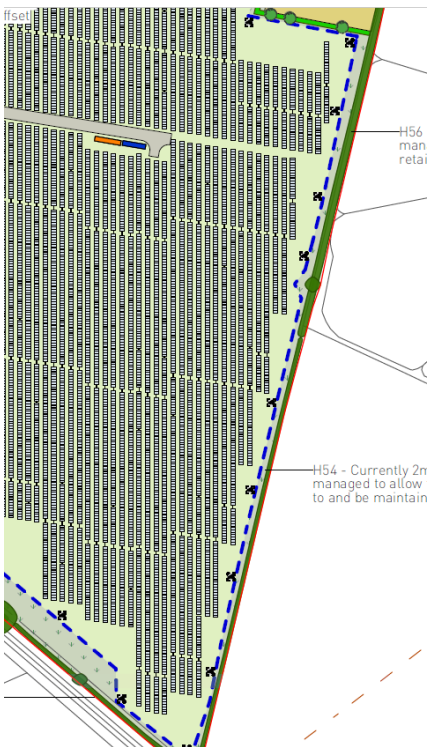 ffset
H56
man
retai
H54 - Currently 2m
managed to allow
to and be maintain